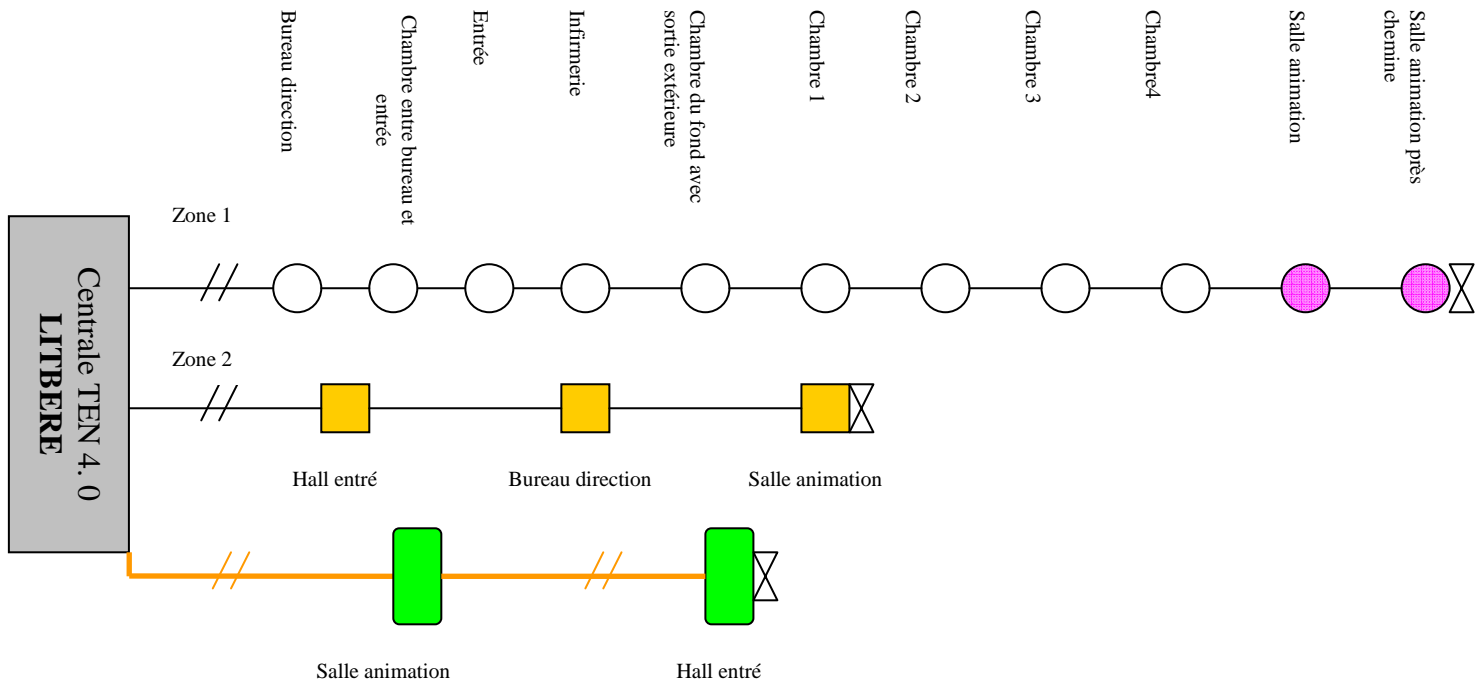 Bureau direction
Chambre entre bureau et
entrée
Entrée
Infirmerie
Chambre du fond avec
sortie extérieure
Chambre 1
Chambre 2
Chambre 3
Chambre4
Salle animation
Salle animation près
chemine
Zone 1
Centrale TEN 4. 0
LITBERE
Zone 2
Hall entré
Bureau direction
Salle animation
Salle animation
Hall entré